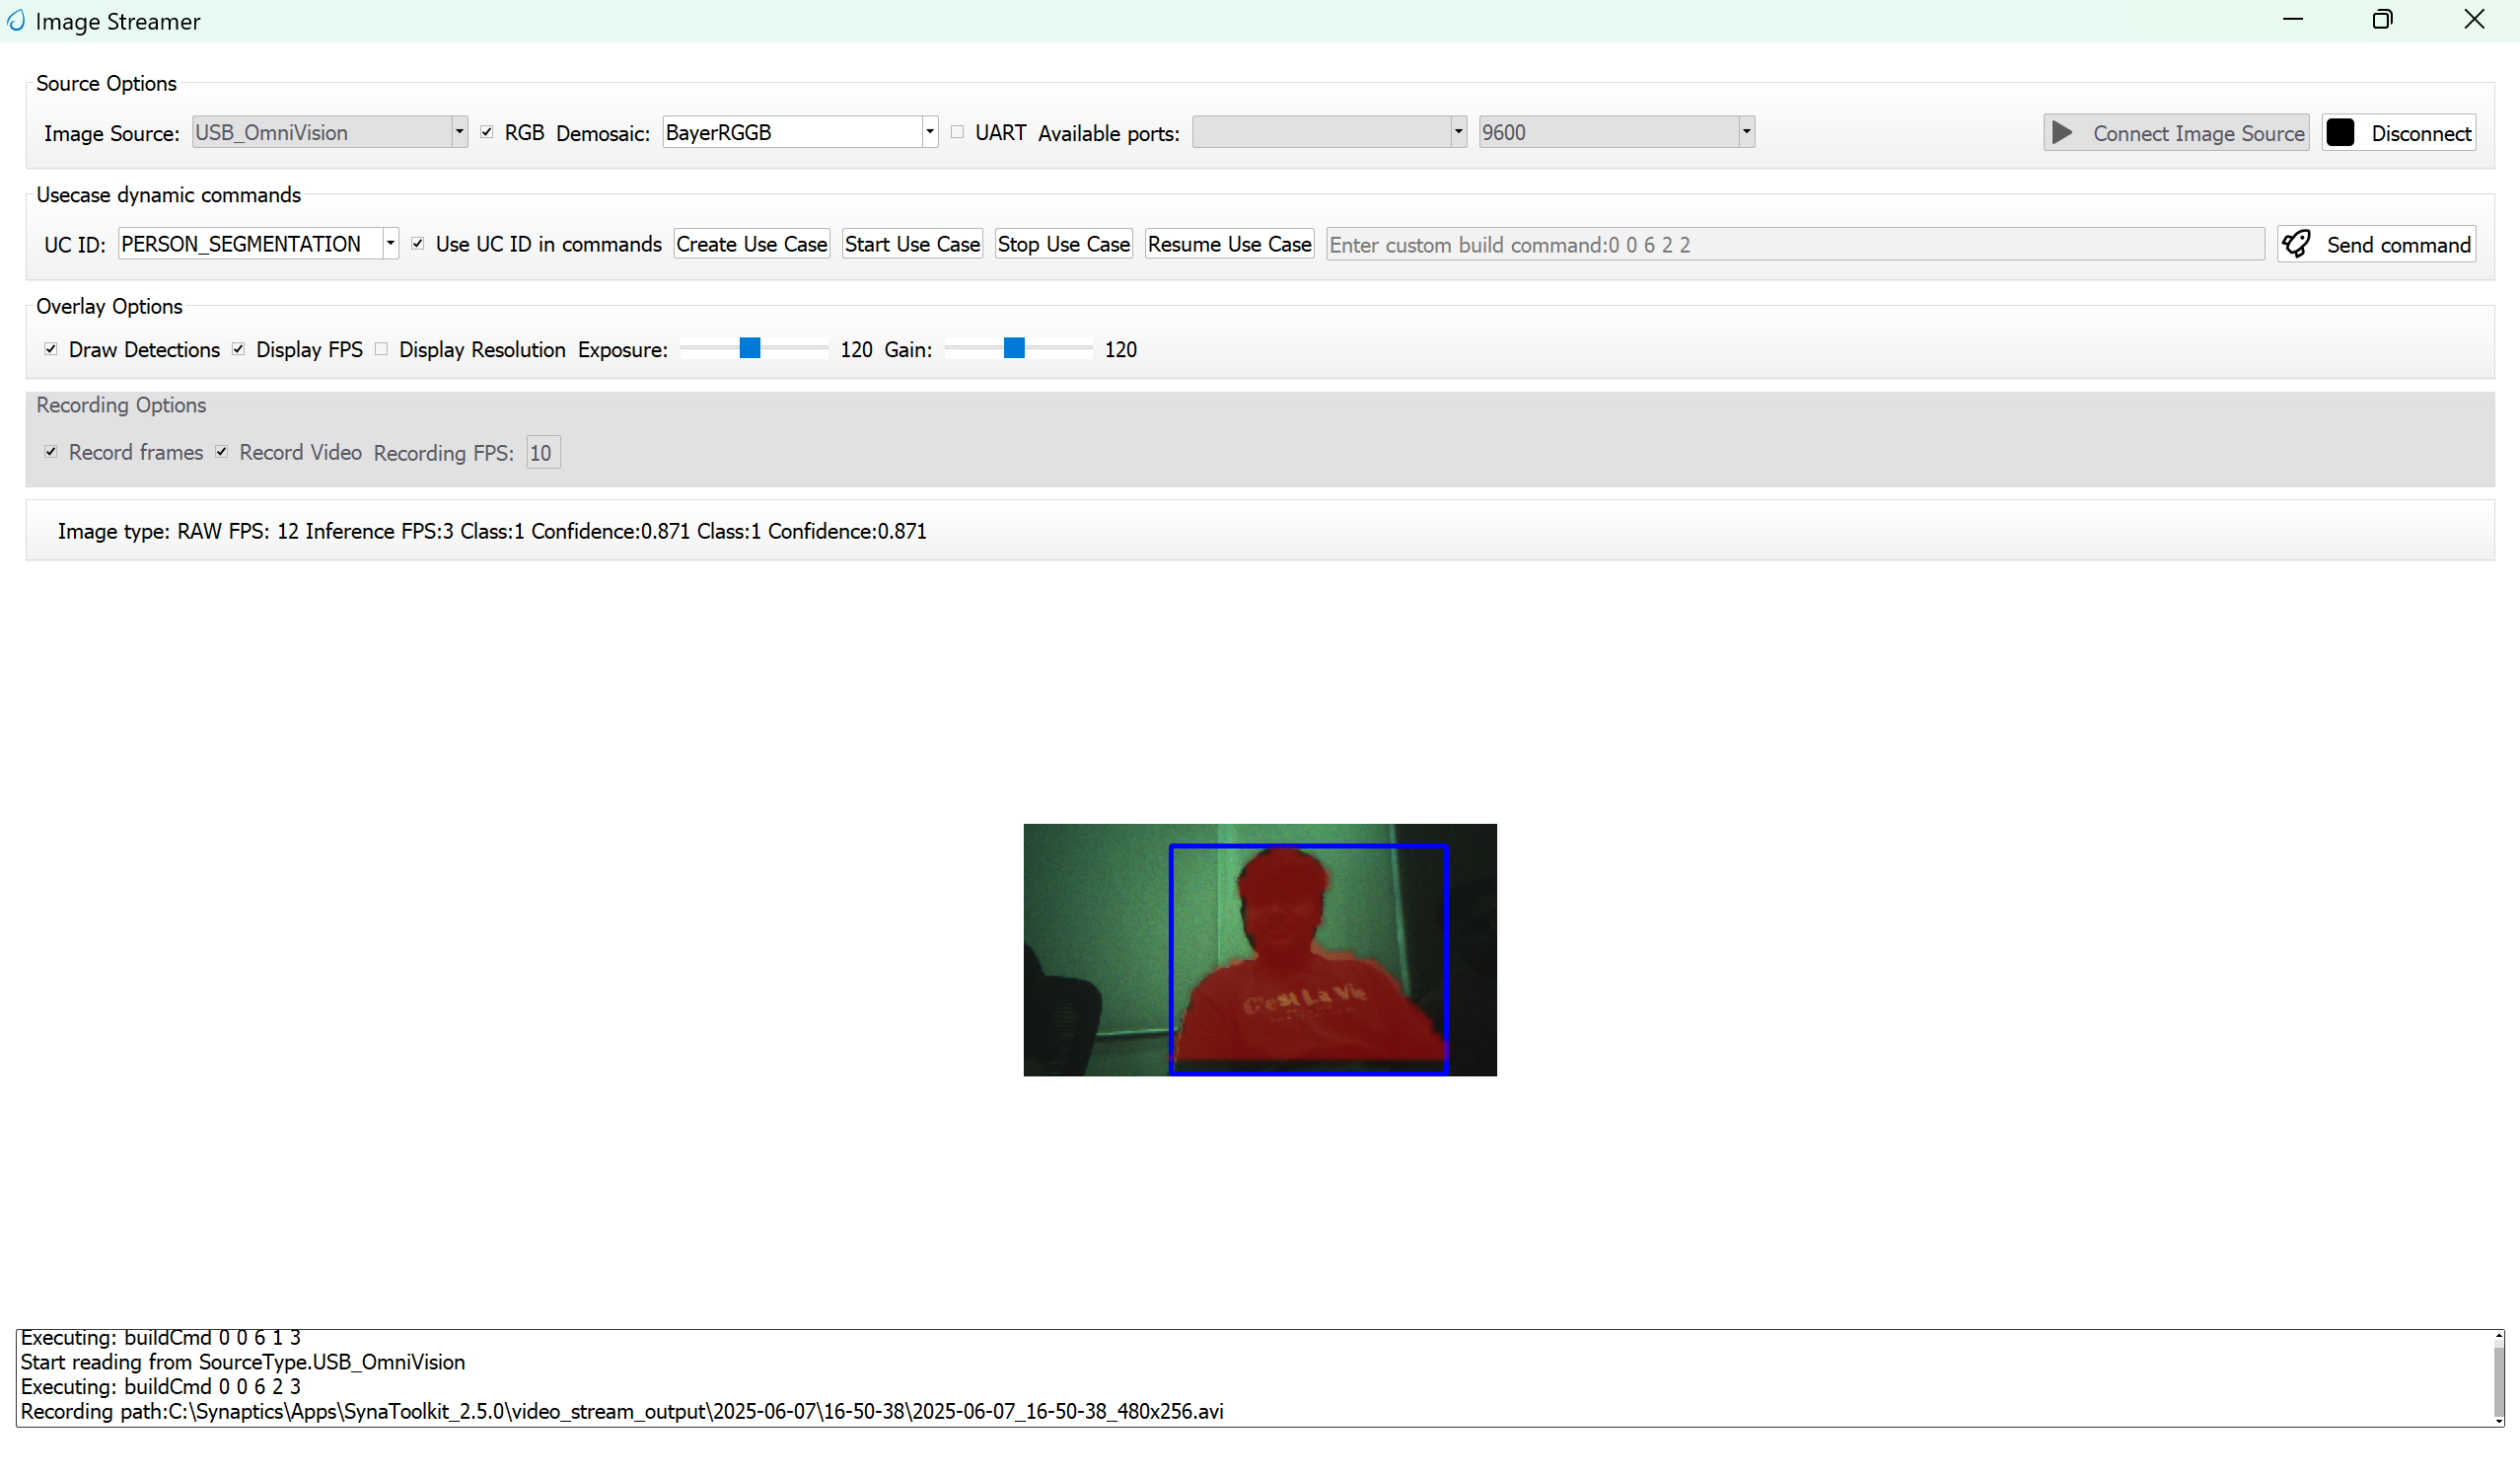 Image Streamer
Source Options
Image Source: USB_OmniVision RGB Demosaic: BayerRGGB UART Available ports: 9600 Connect Image Source Disconnect
Usecase dynamic commands
UC ID: PERSON_SEGMENTATION Use UC ID in commands Create Use Case Start Use Case Stop Use Case Resume Use Case Enter custom build command:0 0 6 2 2 Send command
Overlay Options
Draw Detections Display FPS Display Resolution Exposure: 120 Gain: 120
Recording Options
Record frames Record Video Recording FPS: 10
Image type: RAW FPS: 12 Inference FPS:3 Class:1 Confidence:0.871 Class:1 Confidence:0.871
C'est La Vie
Executing: buildCmd 0 0 6 1 3
Start reading from SourceType.USB_OmniVision
Executing: buildCmd 0 0 6 2 3
Recording path:C:\Synaptics\Apps\SynaToolkit_2.5.0\video_stream_output\2025-06-07\16-50-38\2025-06-07_16-50-38_480x256.avi